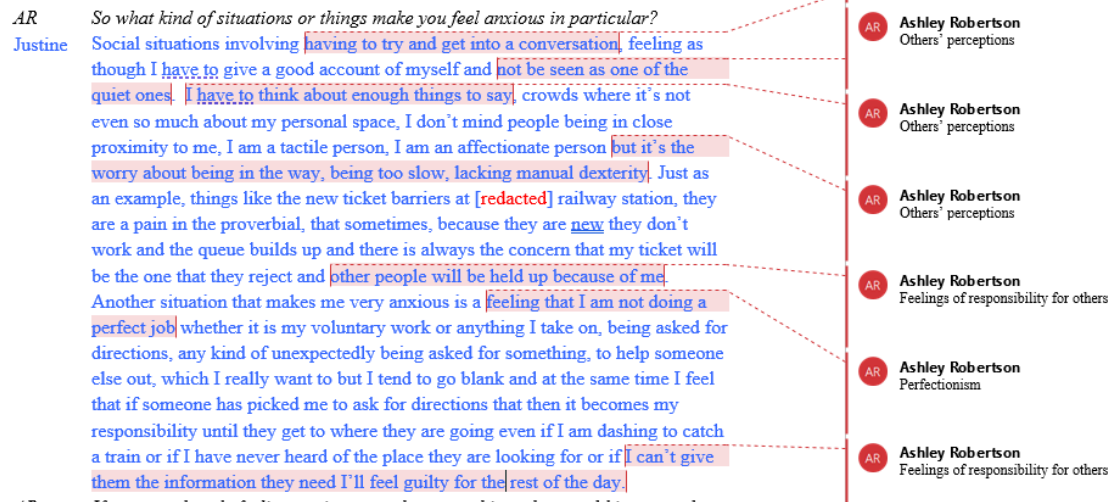 AR So what kind of situations or things make you feel anxious in particular?
Justine Social situations involving having to try and get into a conversation, feeling as
though I have to give a good account of myself and not be seen as one of the
quiet ones. I have to think about enough things to say, crowds where it's not
even so much about my personal space, I don't mind people being in close
proximity to me, I am a tactile person, I am an affectionate person but it's the
worry about being in the way, being too slow, lacking manual dexterity. Just as
an example, things like the new ticket barriers at [redacted] railway station, they
are a pain in the proverbial, that sometimes, because they are new they don't
work and the queue builds up and there is always the concern that my ticket will
be the one that they reject and other people will be held up because of me.
Another situation that makes me very anxious is a feeling that I am not doing a
perfect job whether it is my voluntary work or anything I take on, being asked for
directions, any kind of unexpectedly being asked for something, to help someone
else out, which I really want to but I tend to go blank and at the same time I feel
that if someone has picked me to ask for directions that then it becomes my
responsibility until they get to where they are going even if I am dashing to catch
a train or if I have never heard of the place they are looking for or if I can't give
them the information they need I'll feel guilty for the rest of the day.
AR Ashley Robertson
Others' perceptions
AR Ashley Robertson
Others' perceptions
AR Ashley Robertson
Others' perceptions
AR Ashley Robertson
Feelings of responsibility for others
AR Ashley Robertson
Perfectionism
AR Ashley Robertson
Feelings of responsibility for others